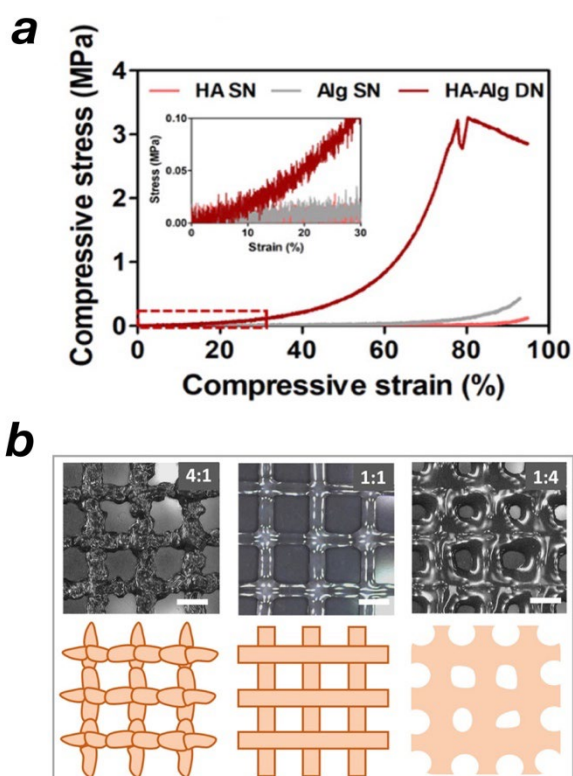 a
Compressive stress (MPa)
4
3
2
1
0
HA SN Alg SN HA-Alg DN
Stress (MPa)
0.10
0.05
0.00
0 10 20 30
Strain (%)
0 20 40 60 80 100
Compressive strain (%)
b
4:1 1:1 1:4